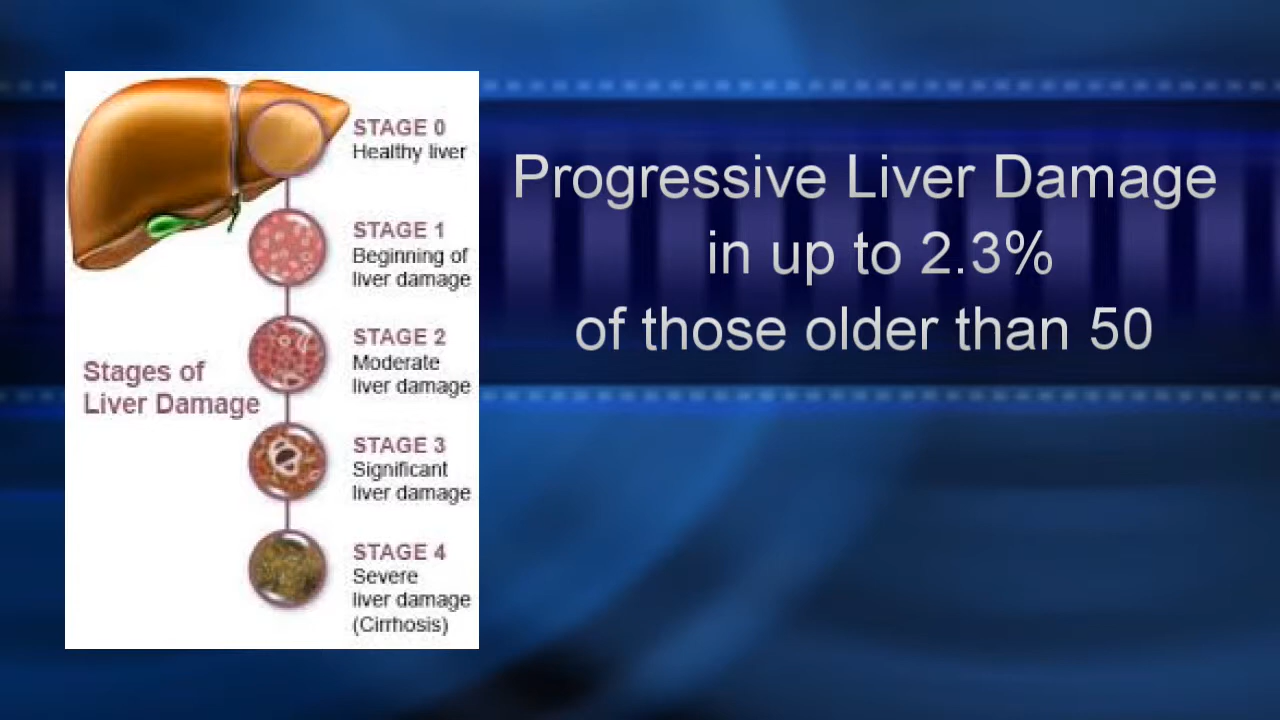 STAGE 0
Healthy liver
STAGE 1
Beginning of
liver damage
STAGE 2
Moderate
liver damage
Stages of
Liver Damage
STAGE 3
Significant
liver damage
STAGE 4
Severe
liver damage
(Cirrhosis)
Progressive Liver Damage
in up to 2.3%
of those older than 50